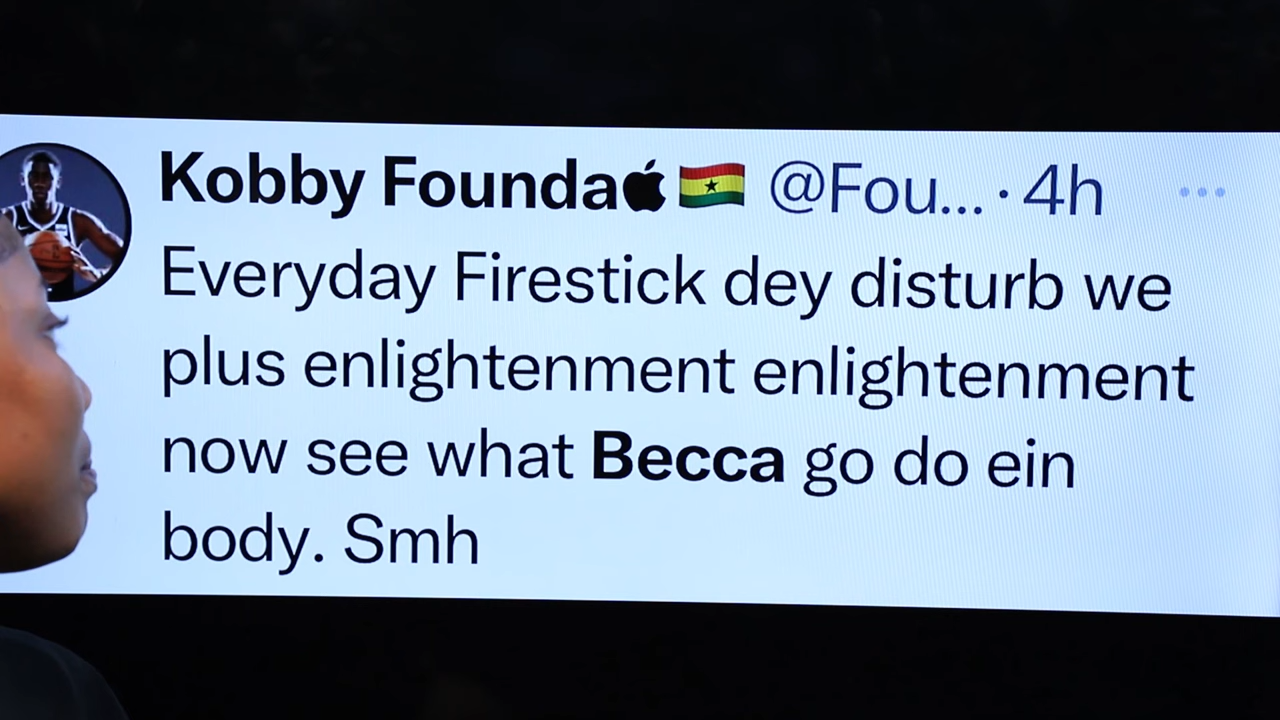 Kobby Founda🇬🇭 @Fou... · 4h
Everyday Firestick dey disturb we
plus enlightenment enlightenment
now see what Becca go do ein
body. Smh